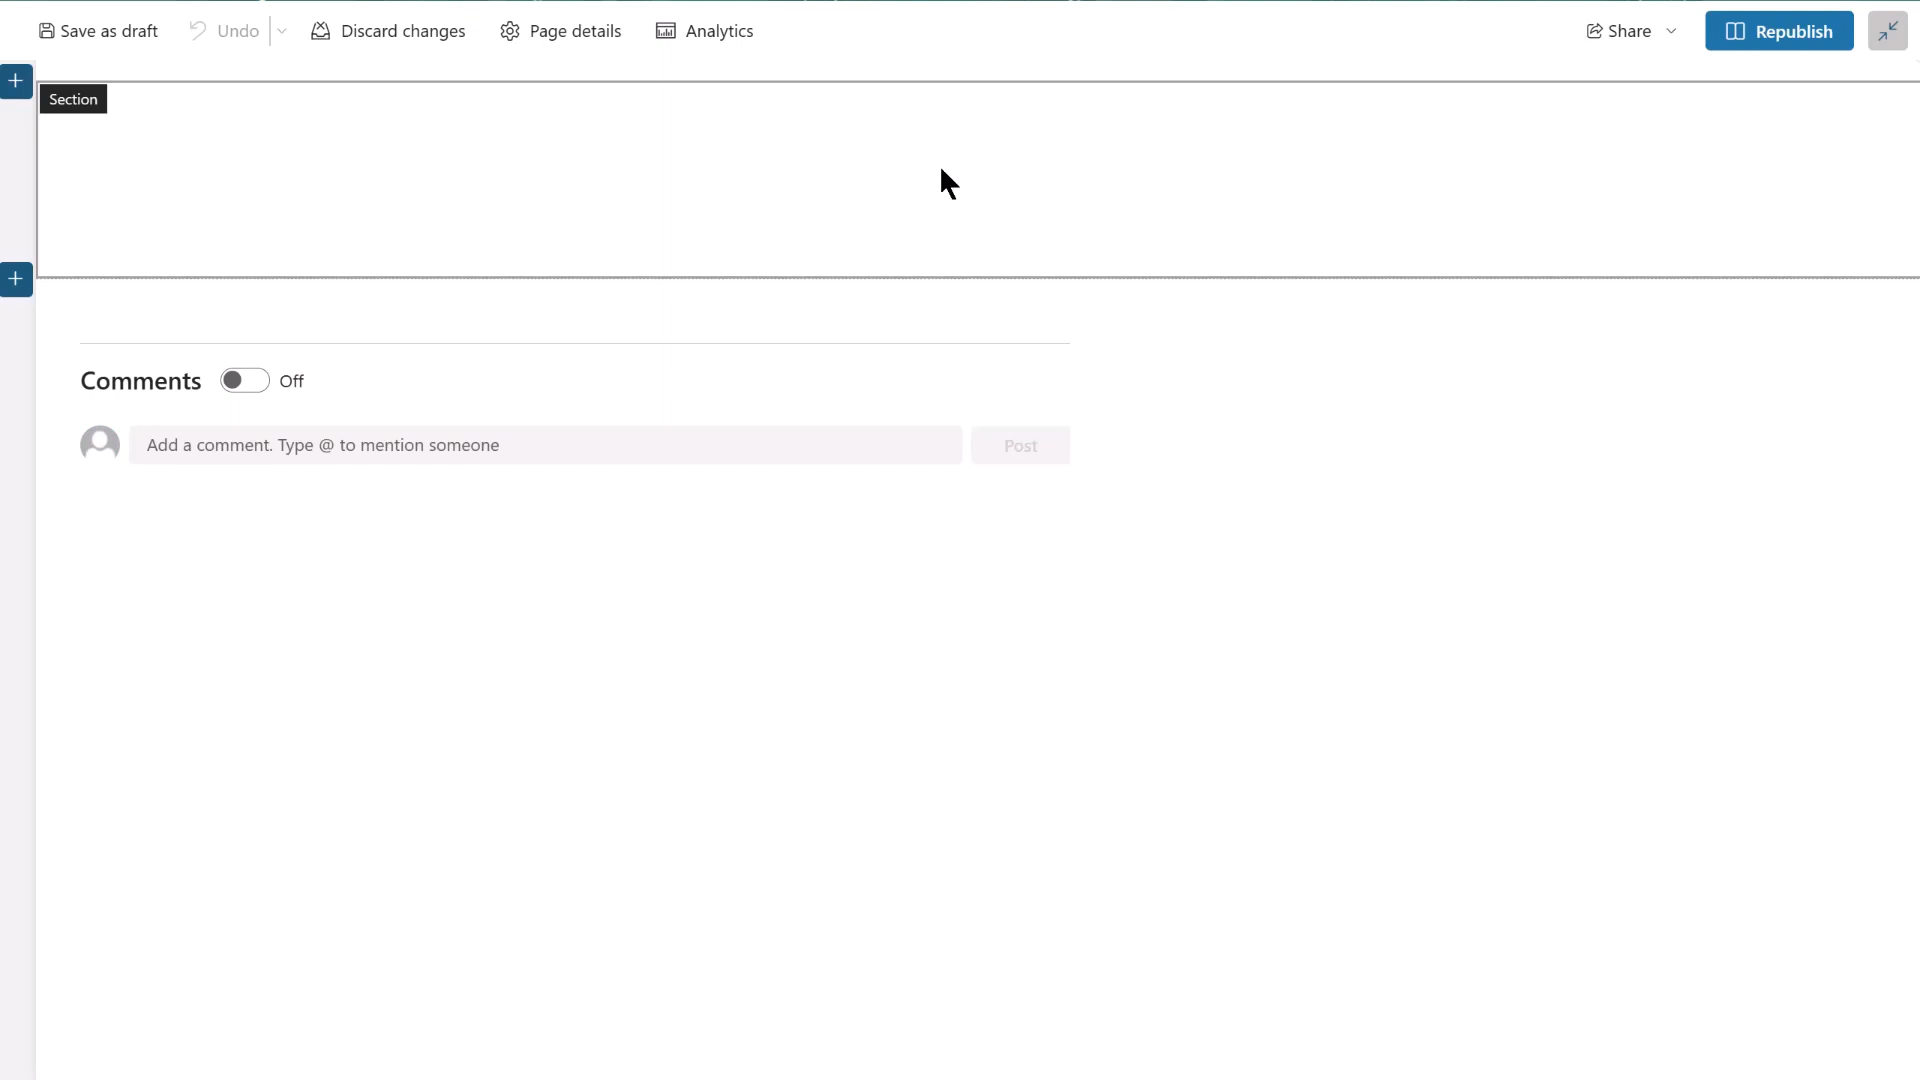 Save as draft Undo Discard changes Page details Analytics Share Republish
Section
Comments Off
Add a comment. Type @ to mention someone Post